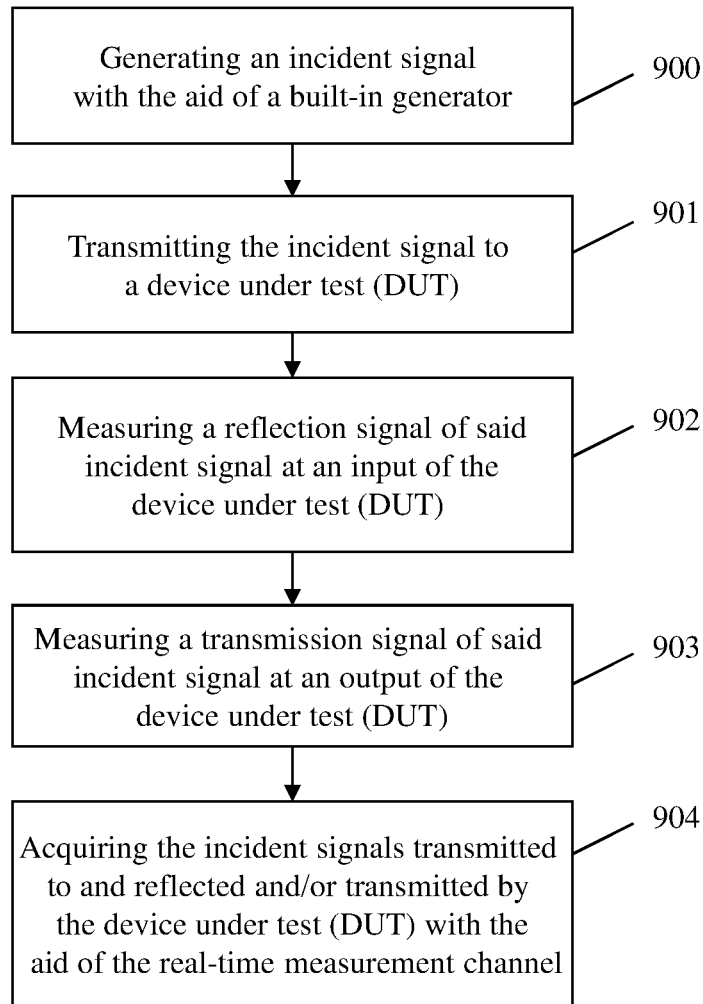 Generating an incident signal
with the aid of a built-in generator
900
Transmitting the incident signal to
a device under test (DUT)
901
Measuring a reflection signal of said
incident signal at an input of the
device under test (DUT)
902
Measuring a transmission signal of said
incident signal at an output of the
device under test (DUT)
903
Acquiring the incident signals transmitted
to and reflected and/or transmitted by
the device under test (DUT) with the
aid of the real-time measurement channel
904